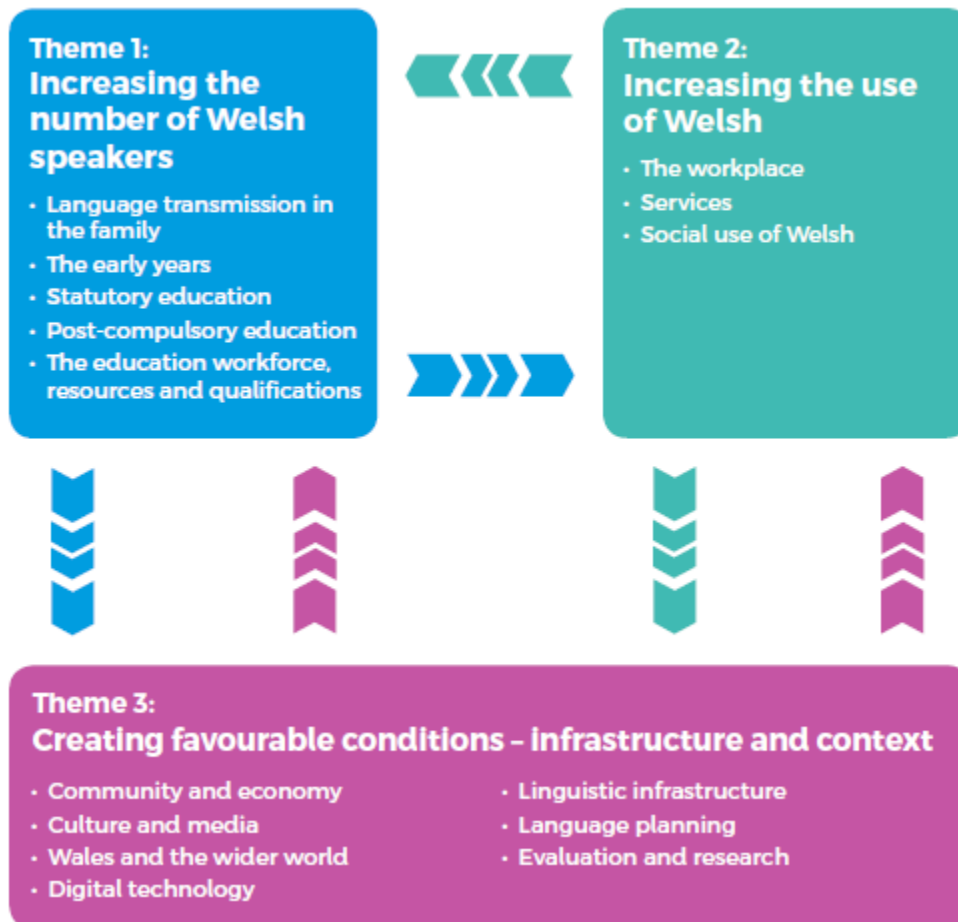 Theme 1:
Increasing the
number of Welsh
speakers
• Language transmission in
the family
• The early years
• Statutory education
• Post-compulsory education
• The education workforce,
resources and qualifications
Theme 2:
Increasing the use
of Welsh
• The workplace
• Services
• Social use of Welsh
Theme 3:
Creating favourable conditions – infrastructure and context
• Community and economy
• Culture and media
• Wales and the wider world
• Digital technology
• Linguistic infrastructure
• Language planning
• Evaluation and research